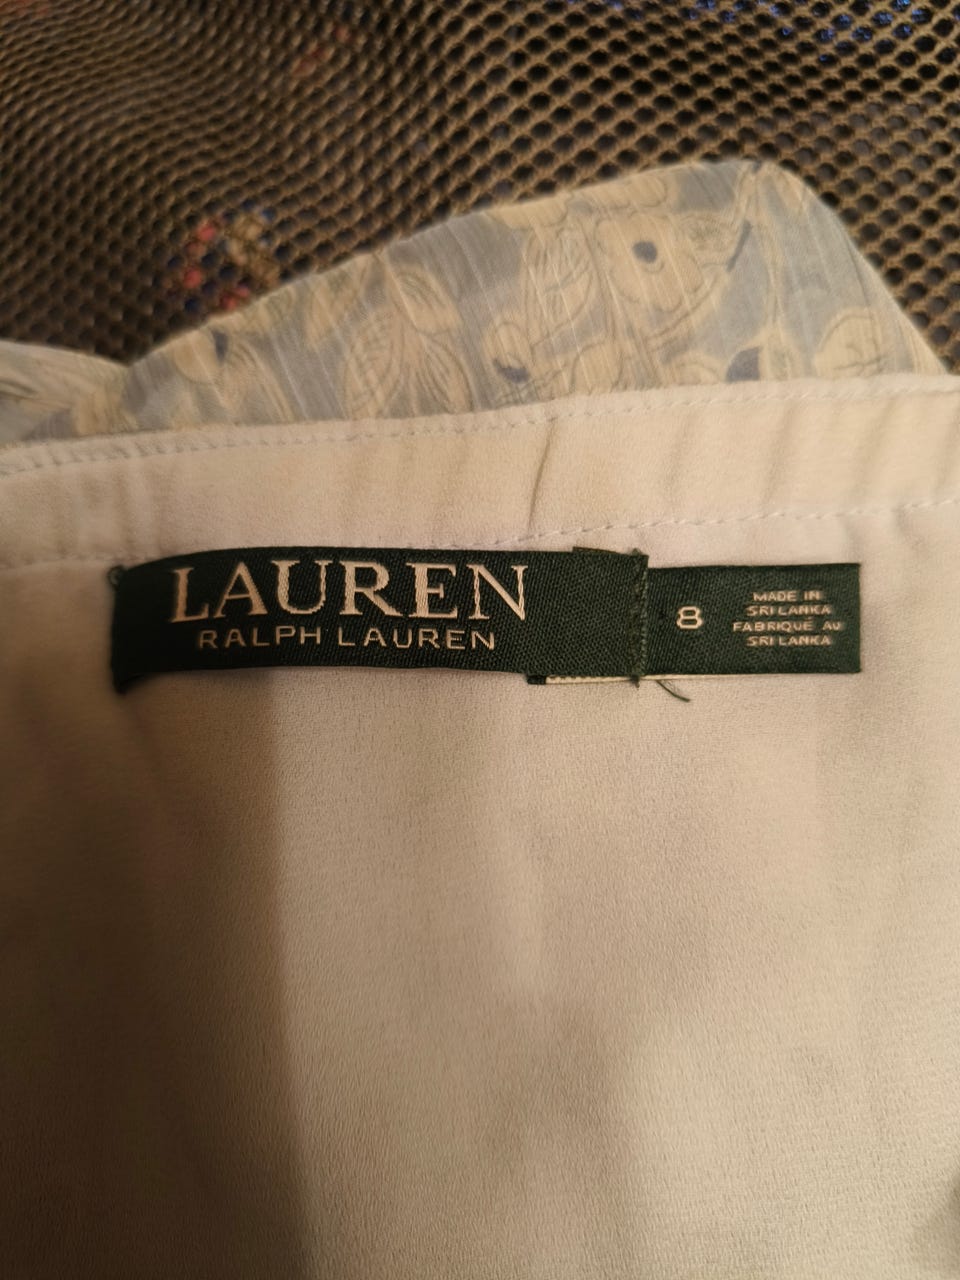 LAUREN
RALPH LAUREN
8
MADE IN
SRI LANKA
FABRIQUÉ AU
SRI LANKA